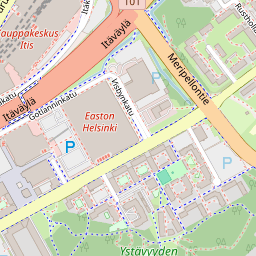 101
Kauppakeskus
Itis
Itäväylä
Meripellontie
Itäväylä
Gotlanninkatu
Visbynkatu
Easton
Helsinki
P
P
P
Ystävyyden